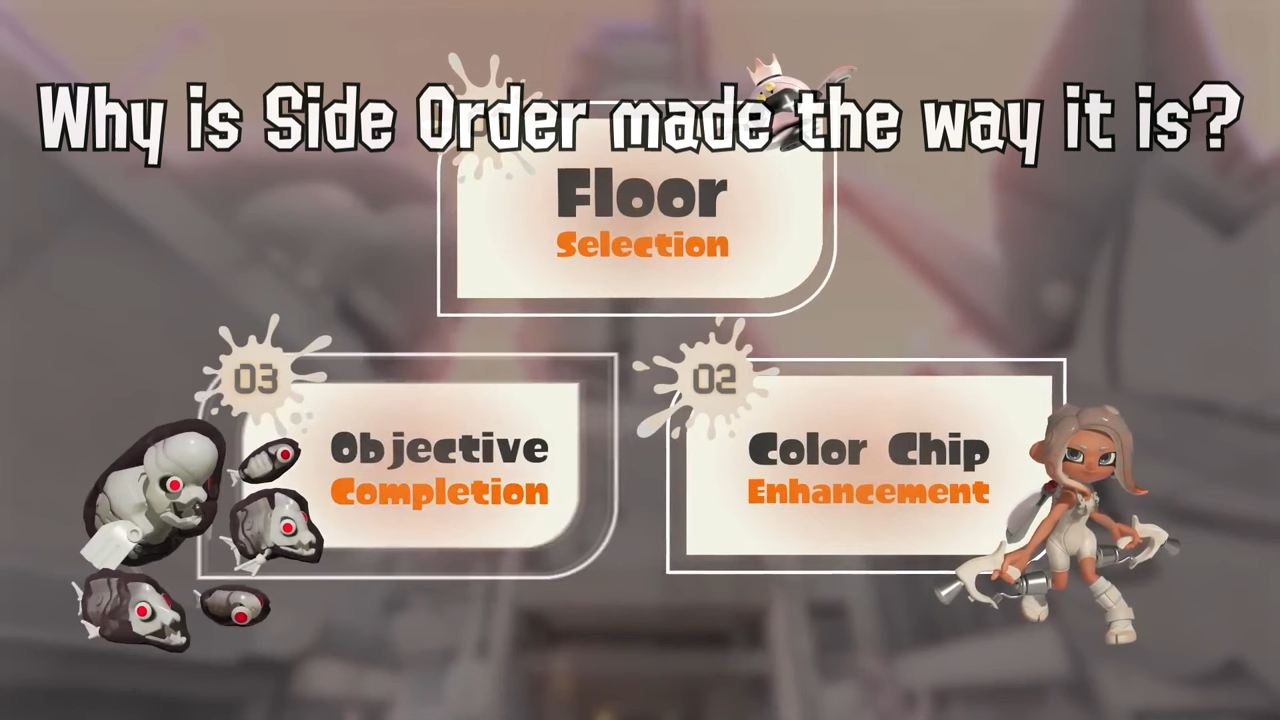 Why is Side Order made the way it is?
Floor
Selection
03
Objective
Completion
02
Color Chip
Enhancement